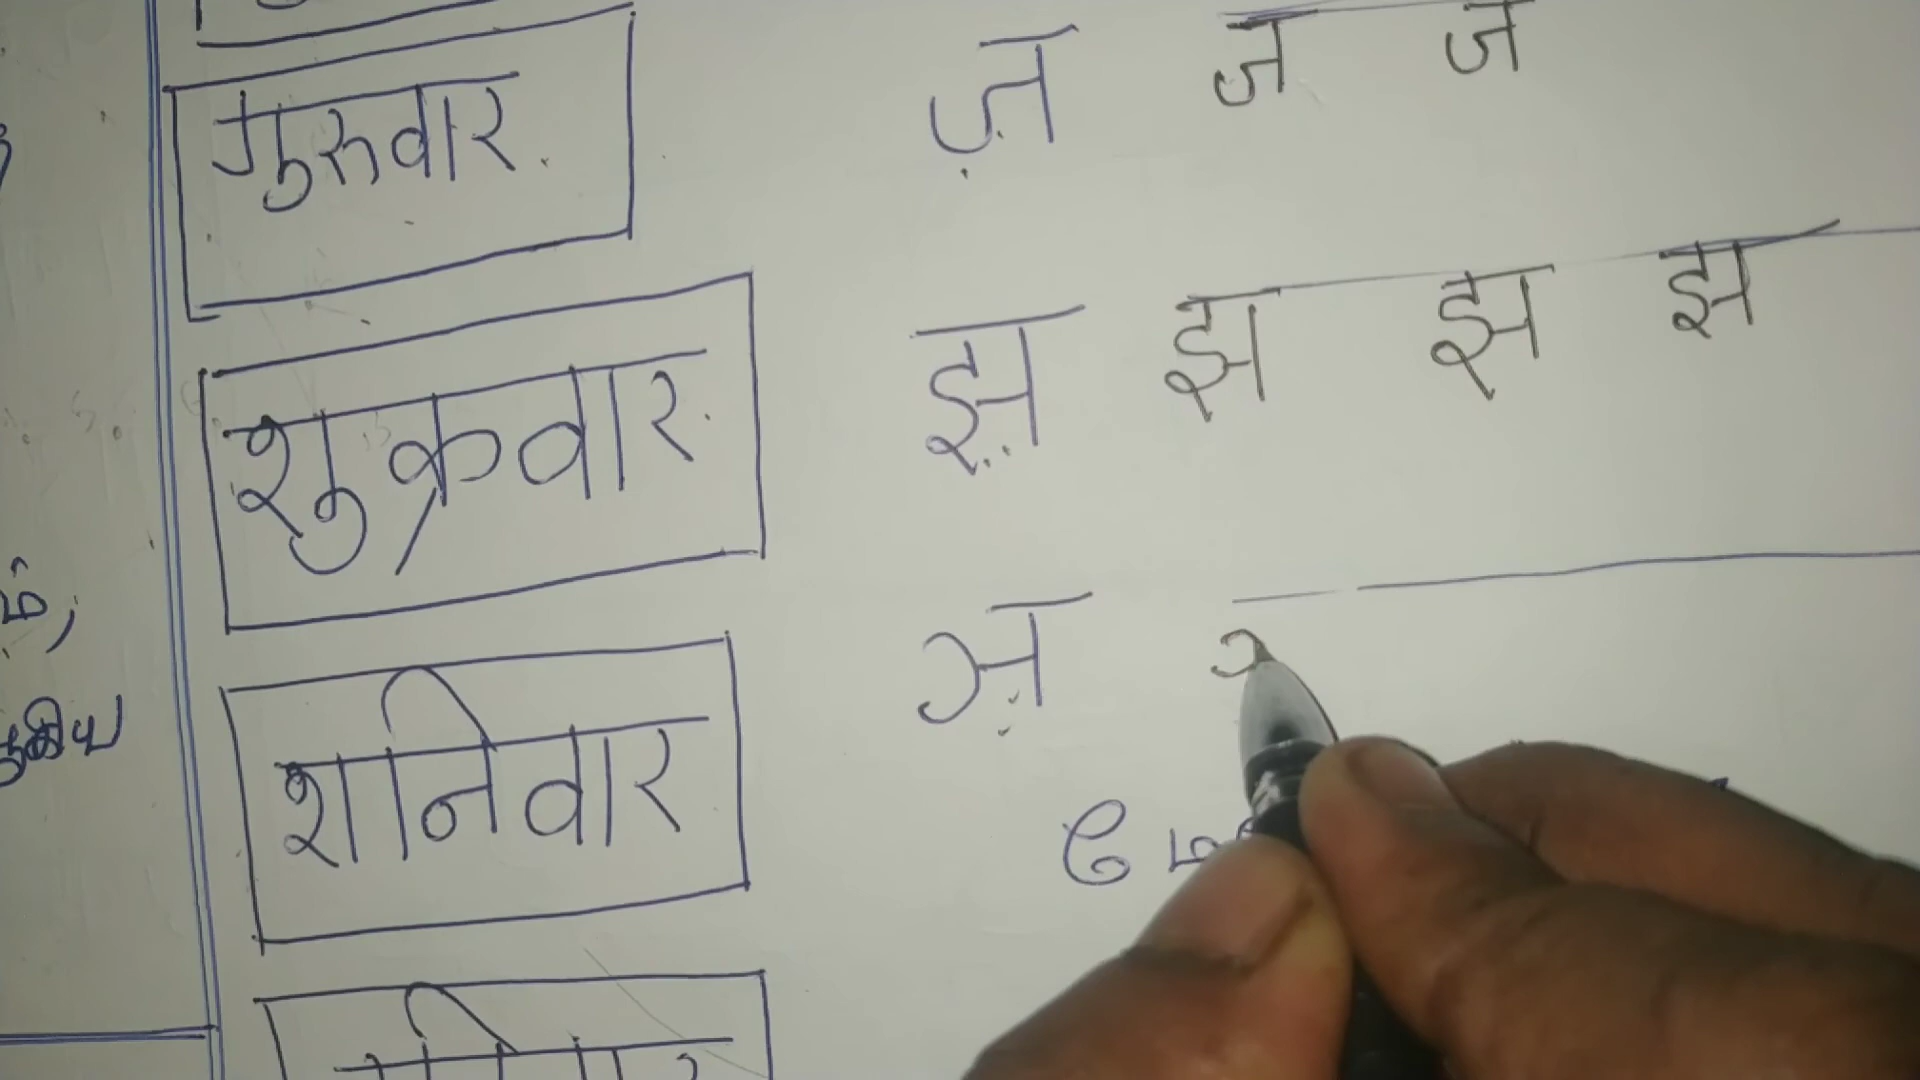 गुरुवार
ज़ ज ज
शुक्रवार
झ झ झ झ
शनिवार
ञ